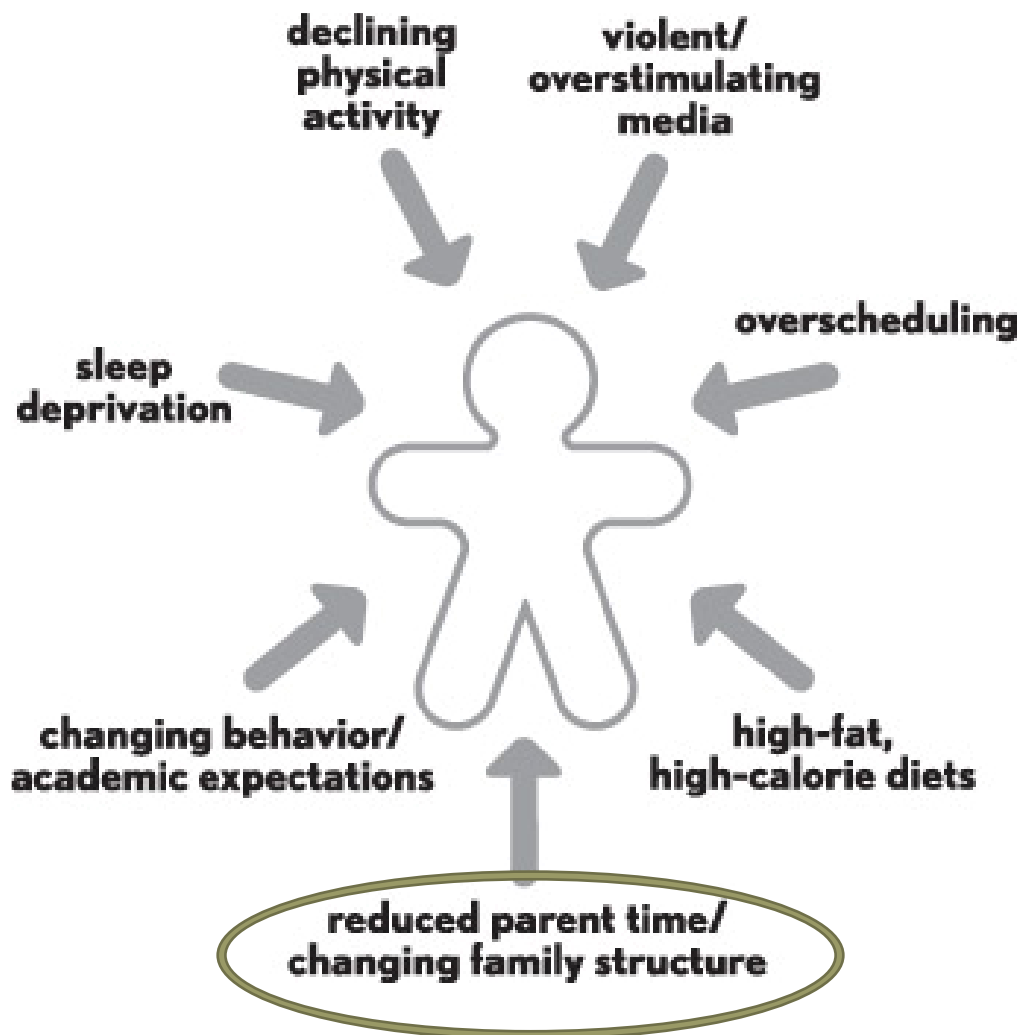 declining
physical
activity
violent/
overstimulating
media
overscheduling
sleep
deprivation
changing behavior/
academic expectations
high-fat,
high-calorie diets
reduced parent time/
changing family structure